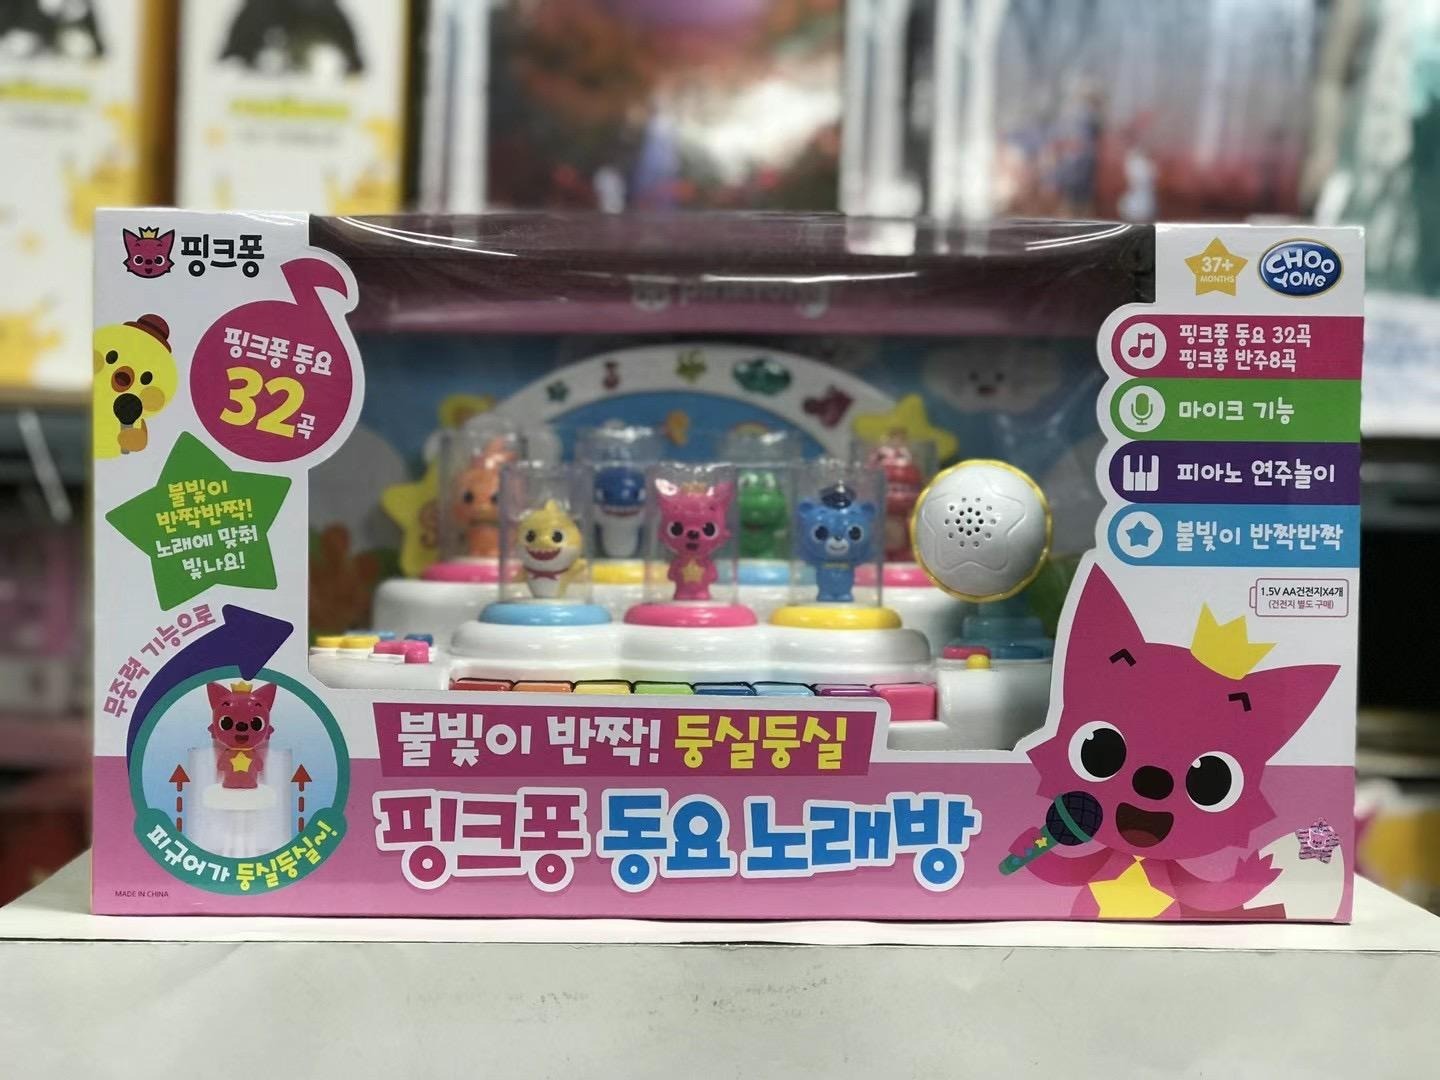 핑크퐁
핑크퐁 동요
32곡
불빛이
반짝반짝!
노래에 맞춰
빛나요!
무중력 기능으로
피규어가 둥실둥실~!
MADE IN CHINA
37+
MONTHS
CHOO
YONG
핑크퐁 동요 32곡
핑크퐁 반주8곡
마이크 기능
피아노 연주놀이
불빛이 반짝반짝
1.5V AA건전지X4개
(건전지 별도 구매)
불빛이 반짝! 둥실둥실
핑크퐁 동요 노래방